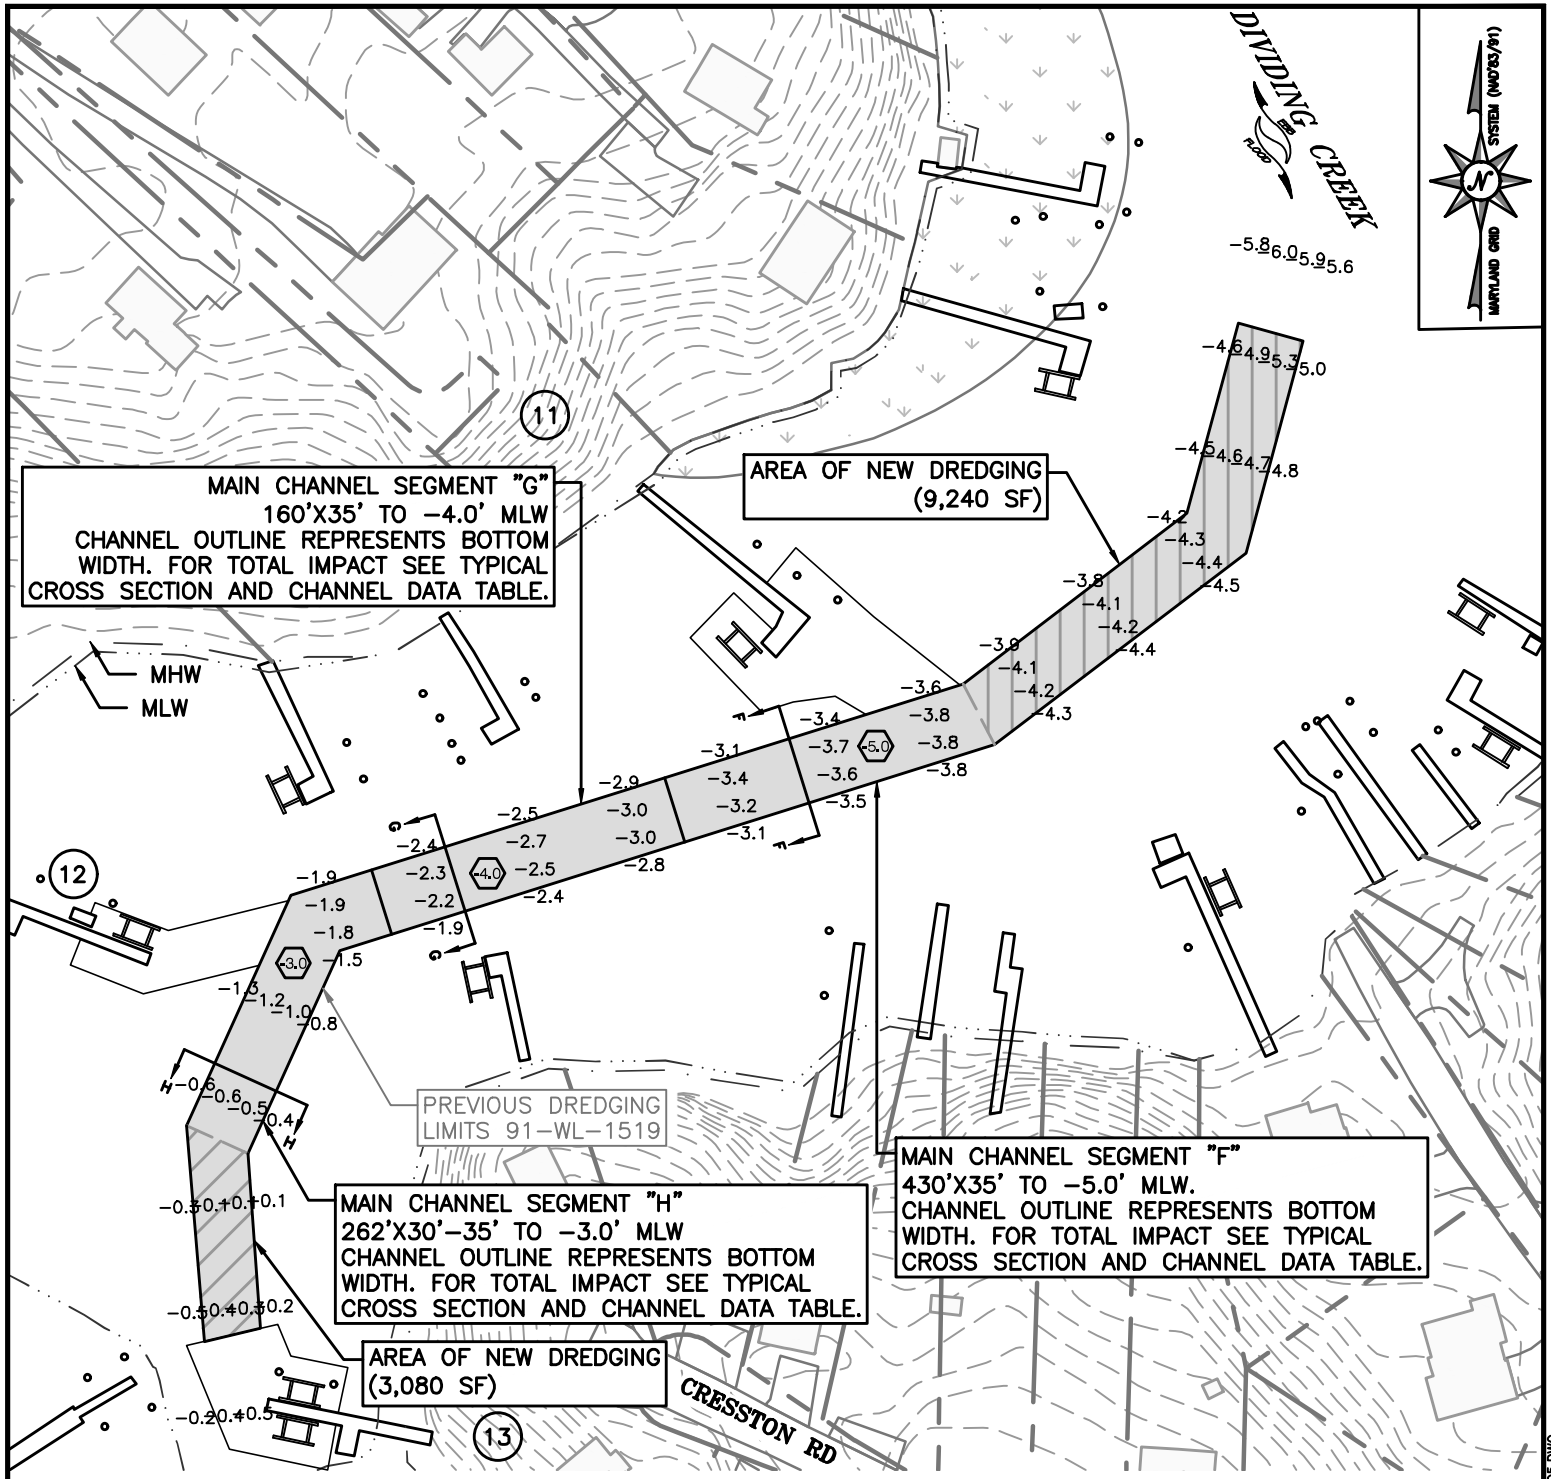 DIVIDING CREEK
EBB
FLOOD
MARYLAND GRID SYSTEM (NAD'83/91)
N
-5.8 -6.0 -5.9 -5.6
-4.6 -4.9 -5.3 -5.0
11
MAIN CHANNEL SEGMENT "G"
160'X35' TO -4.0' MLW
CHANNEL OUTLINE REPRESENTS BOTTOM
WIDTH. FOR TOTAL IMPACT SEE TYPICAL
CROSS SECTION AND CHANNEL DATA TABLE.
AREA OF NEW DREDGING
(9,240 SF)
-4.5 -4.6 -4.7 -4.8
-4.2
-4.3
-4.4
-4.5
-3.8
-4.1
-4.2
-4.4
-3.9
-4.1
-4.2
-4.3
MHW
MLW
-3.6
-3.8
-3.8
-3.8
F
-3.4
-3.7
-5.0
-3.6
-3.5
-3.1
-3.4
-3.2
-3.1
F
-2.9
-3.0
-3.0
-2.8
-2.5
-2.7
-2.5
-2.4
G
-2.4
-2.3
-4.0
-2.2
-1.9
G
12
-1.9
-1.9
-1.8
-1.5
-3.0
-1.3
-1.2
-1.0
-0.8
H
-0.6
-0.6
-0.5
-0.4
H
PREVIOUS DREDGING
LIMITS 91-WL-1519
MAIN CHANNEL SEGMENT "F"
430'X35' TO -5.0' MLW.
CHANNEL OUTLINE REPRESENTS BOTTOM
WIDTH. FOR TOTAL IMPACT SEE TYPICAL
CROSS SECTION AND CHANNEL DATA TABLE.
MAIN CHANNEL SEGMENT "H"
262'X30'-35' TO -3.0' MLW
CHANNEL OUTLINE REPRESENTS BOTTOM
WIDTH. FOR TOTAL IMPACT SEE TYPICAL
CROSS SECTION AND CHANNEL DATA TABLE.
AREA OF NEW DREDGING
(3,080 SF)
CRESSTON RD
13